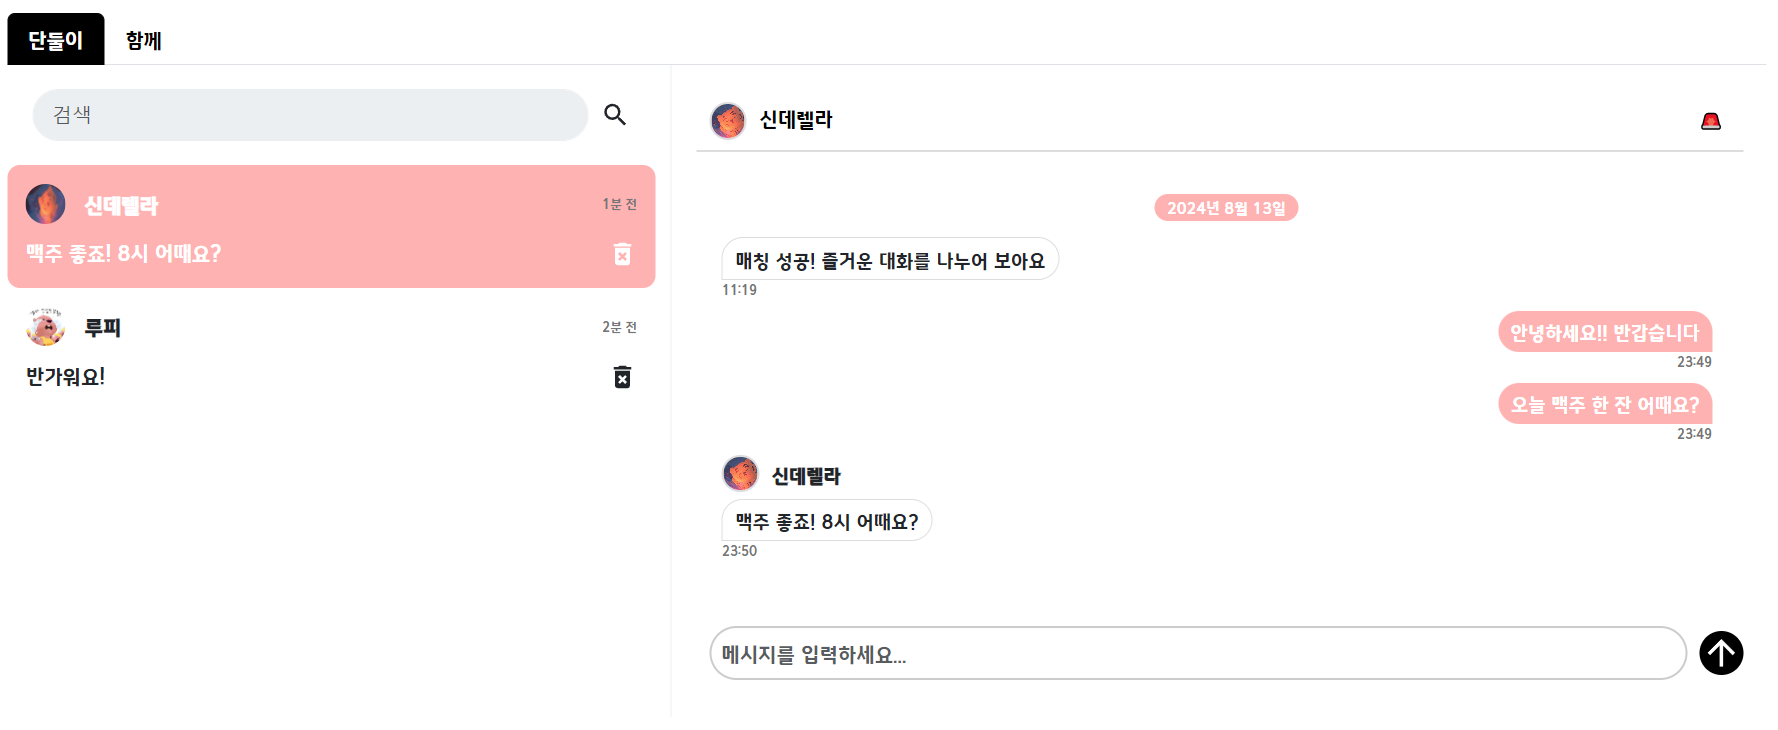 단둘이 함께
검색
신데렐라 1분 전
맥주 좋죠! 8시 어때요?
루피 2분 전
반가워요!
신데렐라
2024년 8월 13일
매칭 성공! 즐거운 대화를 나누어 보아요
11:19
안녕하세요!! 반갑습니다
23:49
오늘 맥주 한 잔 어때요?
23:49
신데렐라
맥주 좋죠! 8시 어때요?
23:50
메시지를 입력하세요...